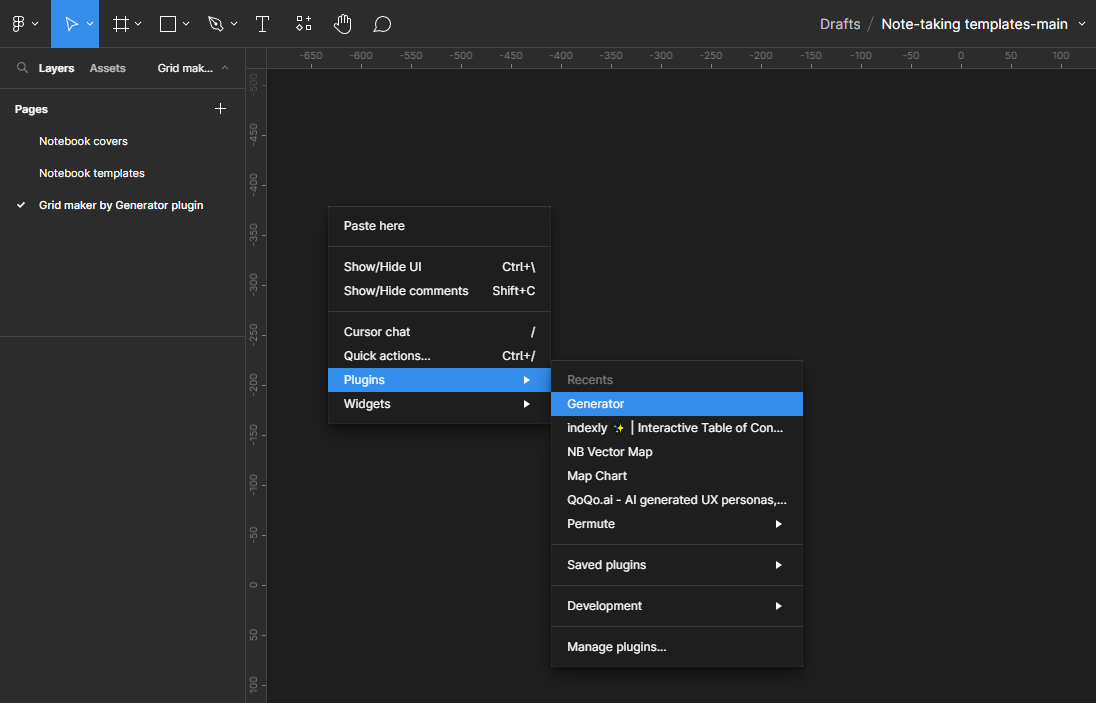 Drafts / Note-taking templates-main
Layers Assets Grid mak...
-650 -600 -550 -500 -450 -400 -350 -300 -250 -200 -150 -100 -50 0 50 100
Pages
Notebook covers
Notebook templates
Grid maker by Generator plugin
-500
-450
-400
-350
-300
-250
-200
-150
-100
-50
0
50
100
Paste here
Show/Hide UI Ctrl+\
Show/Hide comments Shift+C
Cursor chat /
Quick actions... Ctrl+/
Plugins
Widgets
Recents
Generator
indexly ✨ | Interactive Table of Con...
NB Vector Map
Map Chart
QoQo.ai - AI generated UX personas,...
Permute
Saved plugins
Development
Manage plugins...